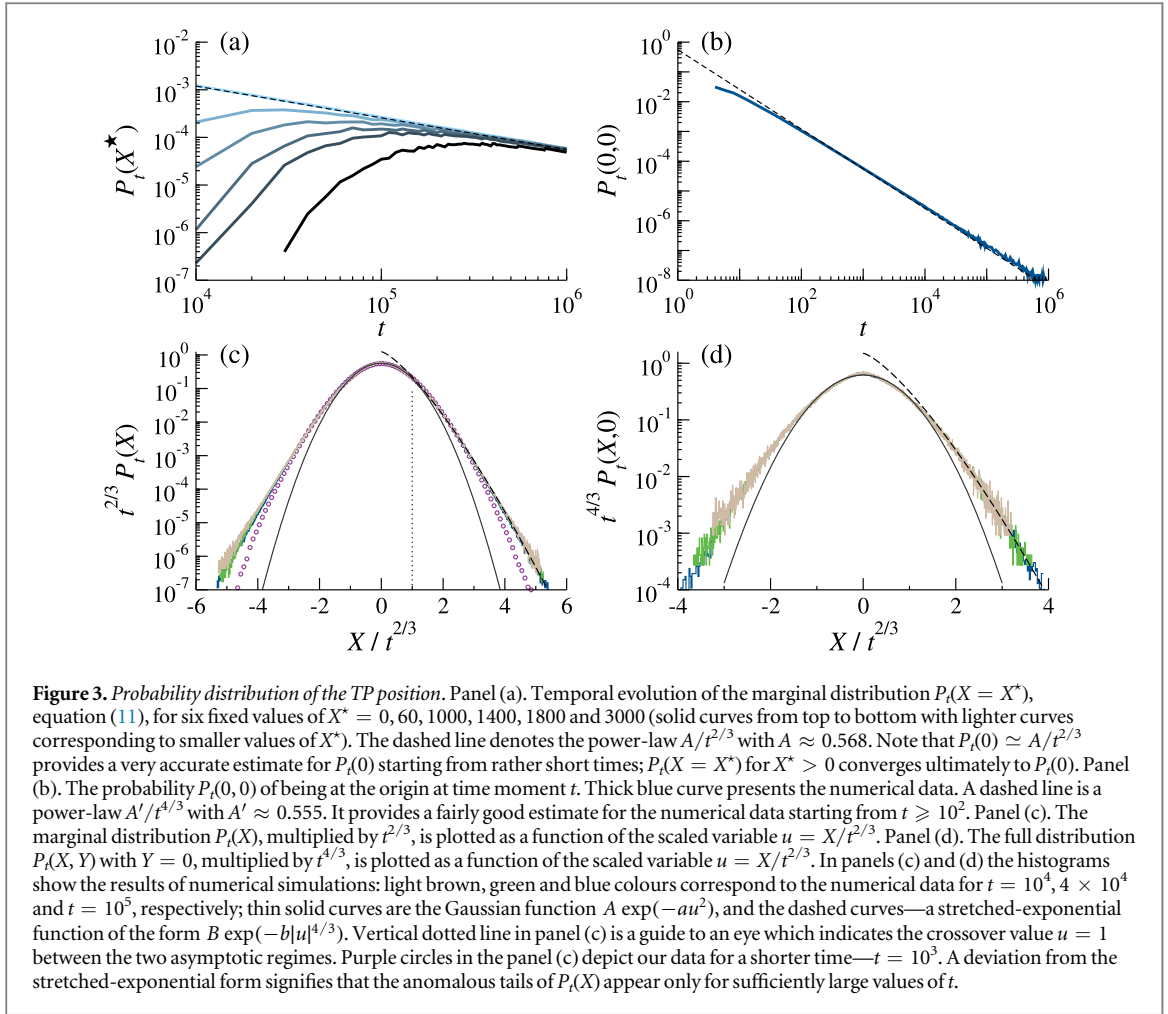 (a)
10^-2
10^-3
10^-4
10^-5
10^-6
10^-7
P_t(X^★)
10^4 10^5 10^6
t
(b)
10^0
10^-2
10^-4
10^-6
10^-8
P_t(0,0)
10^0 10^2 10^4 10^6
t
(c)
10^0
10^-1
10^-2
10^-3
10^-4
10^-5
10^-6
10^-7
t^2/3 P_t(X)
-6 -4 -2 0 2 4 6
X / t^2/3
(d)
10^0
10^-1
10^-2
10^-3
10^-4
t^4/3 P_t(X,0)
-4 -2 0 2 4
X / t^2/3
Figure 3. Probability distribution of the TP position. Panel (a). Temporal evolution of the marginal distribution P_t(X = X^★),
equation (11), for six fixed values of X^★ = 0, 60, 1000, 1400, 1800 and 3000 (solid curves from top to bottom with lighter curves
corresponding to smaller values of X^★). The dashed line denotes the power-law A/t^2/3 with A ≈ 0.568. Note that P_t(0) ≃ A/t^2/3
provides a very accurate estimate for P_t(0) starting from rather short times; P_t(X = X^★) for X^★ > 0 converges ultimately to P_t(0). Panel
(b). The probability P_t(0, 0) of being at the origin at time moment t. Thick blue curve presents the numerical data. A dashed line is a
power-law A′/t^4/3 with A′ ≈ 0.555. It provides a fairly good estimate for the numerical data starting from t ⩾ 10^2. Panel (c). The
marginal distribution P_t(X), multiplied by t^2/3, is plotted as a function of the scaled variable u = X/t^2/3. Panel (d). The full distribution
P_t(X, Y) with Y = 0, multiplied by t^4/3, is plotted as a function of the scaled variable u = X/t^2/3. In panels (c) and (d) the histograms
show the results of numerical simulations: light brown, green and blue colours correspond to the numerical data for t = 10^4, 4 × 10^4
and t = 10^5, respectively; thin solid curves are the Gaussian function A exp(−au^2), and the dashed curves—a stretched-exponential
function of the form B exp(−b|u|^4/3). Vertical dotted line in panel (c) is a guide to an eye which indicates the crossover value u = 1
between the two asymptotic regimes. Purple circles in the panel (c) depict our data for a shorter time—t = 10^3. A deviation from the
stretched-exponential form signifies that the anomalous tails of P_t(X) appear only for sufficiently large values of t.